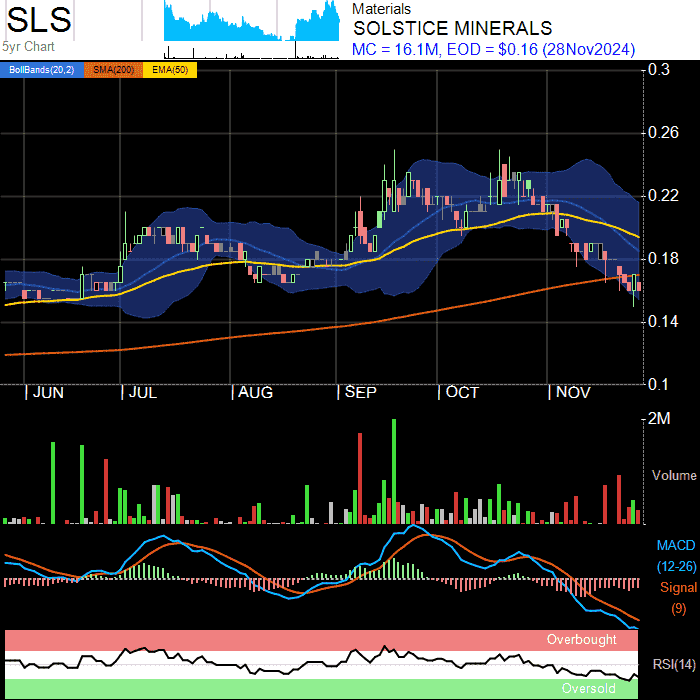 SLS
5yr Chart
Materials
SOLSTICE MINERALS
MC = 16.1M, EOD = $0.16 (28Nov2024)
BollBands(20,2) SMA(200) EMA(50)
0.3
0.26
0.22
0.18
0.14
0.1
JUN JUL AUG SEP OCT NOV
2M
Volume
MACD
(12-26)
Signal
(9)
Overbought
RSI(14)
Oversold